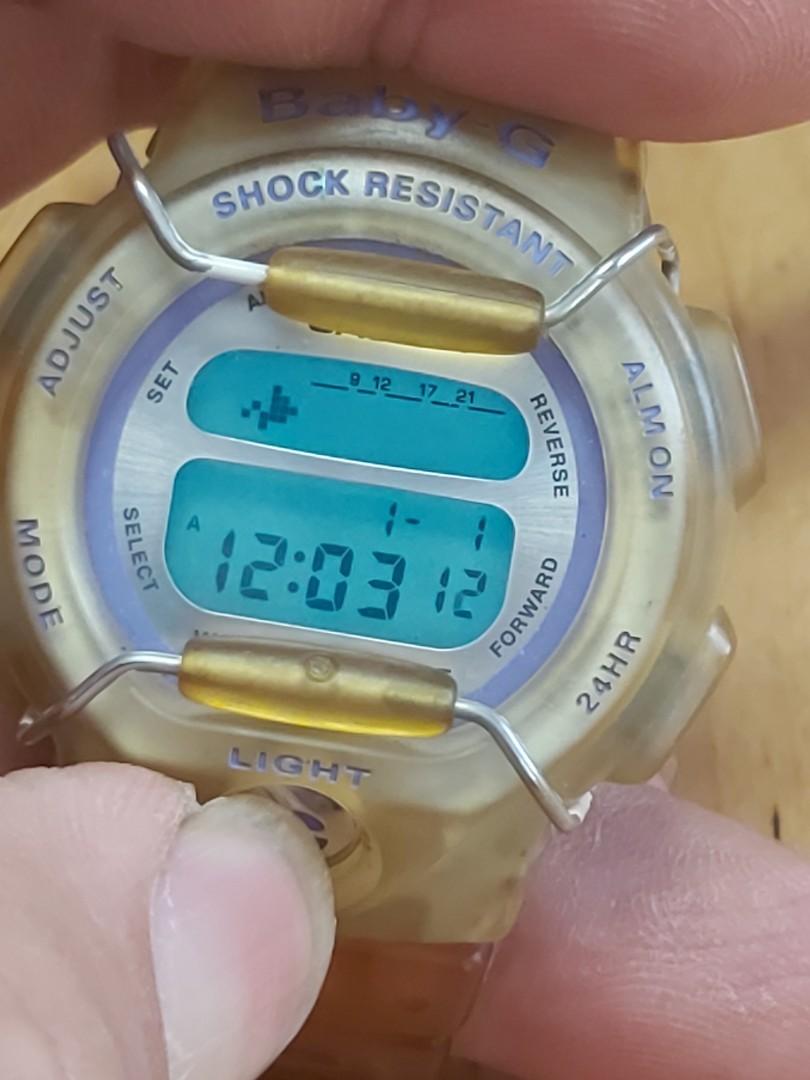 Baby-G
SHOCK RESISTANT
ADJUST
SET
REVERSE
ALM ON
9 12 17 21
1- 1
A
12:03 12
MODE
SELECT
FORWARD
24HR
LIGHT